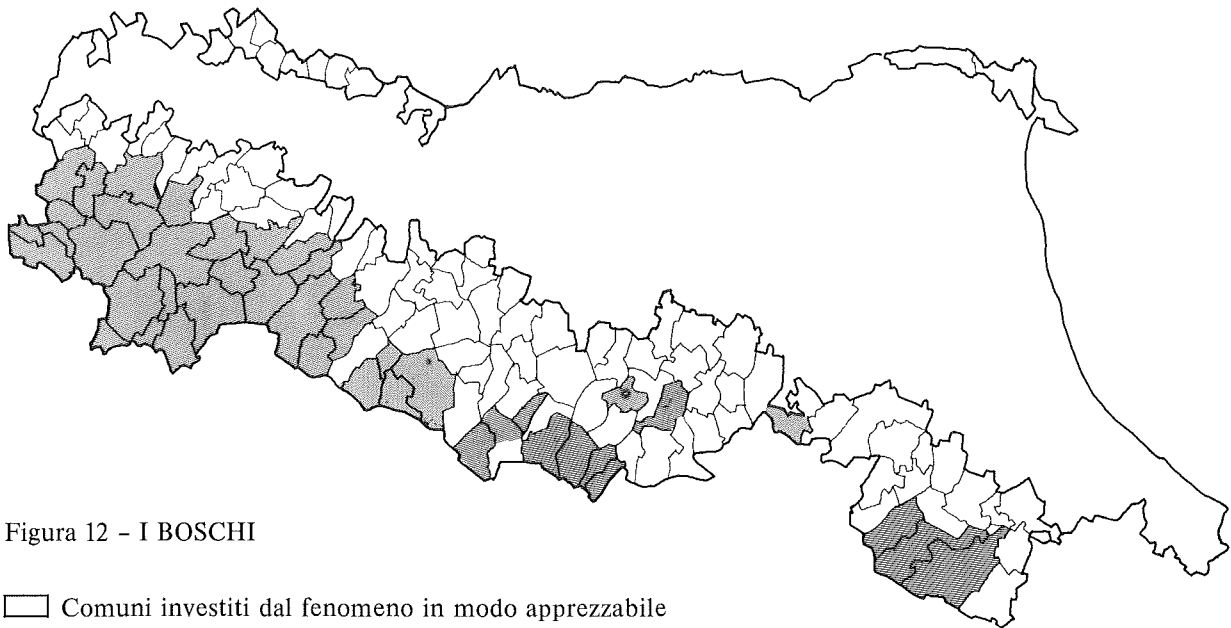 Figura 12 – I BOSCHI
Comuni investiti dal fenomeno in modo apprezzabile